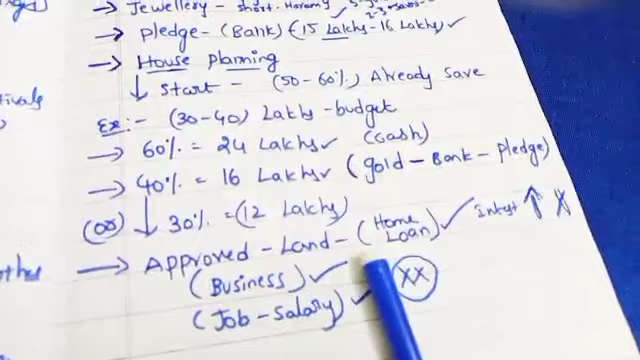 → Jewellery - short-
→ pledge - (Bank) (15 Lakhs - 16 Lakhs) ✓
→ House planning
↓ Start - (50 - 60%) Already save
Ex:- (30-40) Lakhs - budget
→ 60% = 24 Lakhs ✓ (Cash)
→ 40% = 16 Lakhs ✓ (gold - Bank - pledge)
(or) ↓ 30% = (12 Lakhs)
→ Approved - Land - (Home Loan) ✓ ↑ X
(Business) ✓
(Job - Salary) ✓ XX